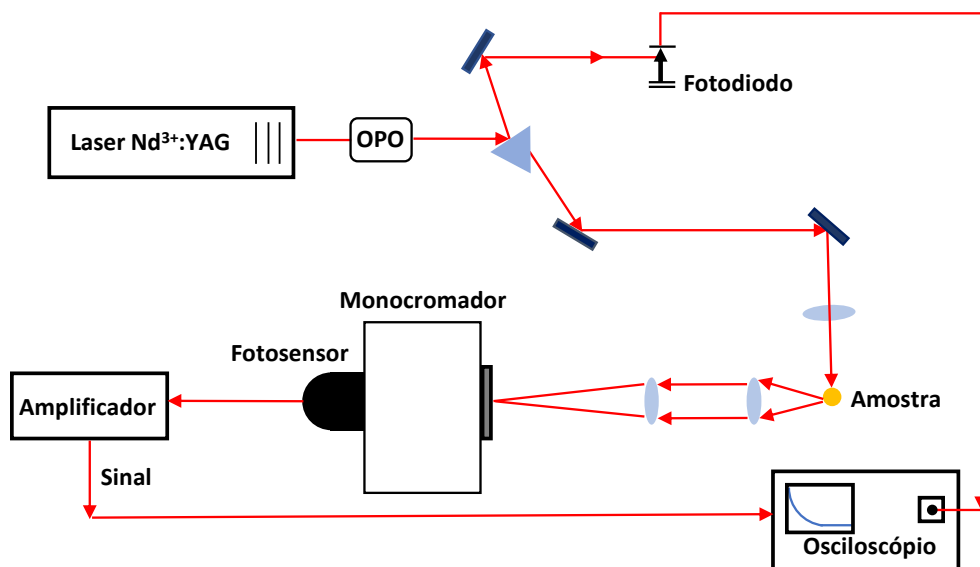 Fotodiodo
Laser Nd³⁺:YAG
OPO
Monocromador
Fotosensor
Amplificador
Amostra
Sinal
Osciloscópio